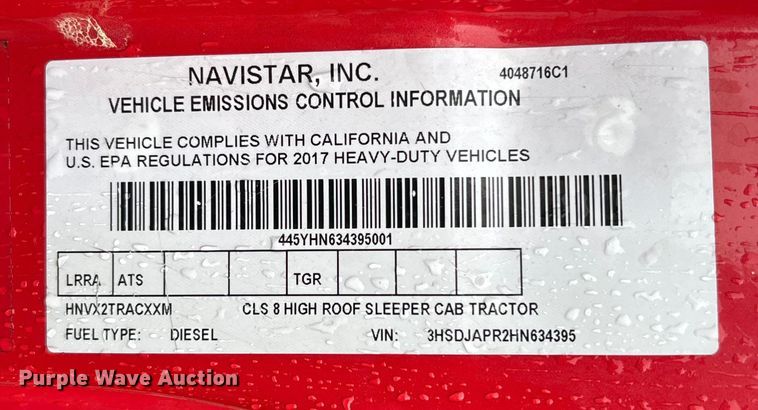 NAVISTAR, INC. 4048716C1
VEHICLE EMISSIONS CONTROL INFORMATION
THIS VEHICLE COMPLIES WITH CALIFORNIA AND
U.S. EPA REGULATIONS FOR 2017 HEAVY-DUTY VEHICLES
445YHN634395001
LRRA ATS TGR
HNVX2TRACXXM CLS 8 HIGH ROOF SLEEPER CAB TRACTOR
FUEL TYPE: DIESEL VIN: 3HSDJAPR2HN634395
Purple Wave Auction